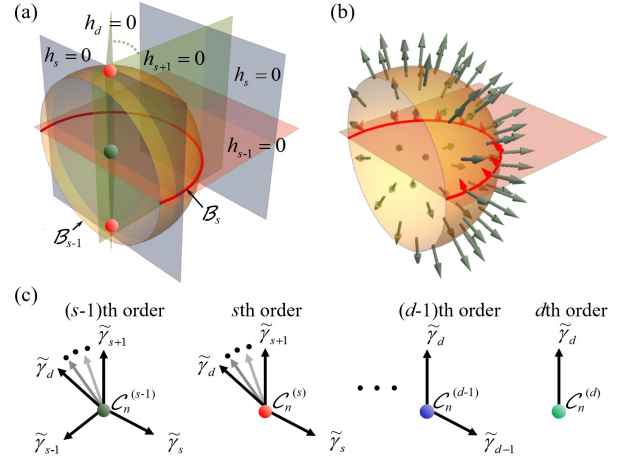 (a)
(b)
h_d = 0
h_s = 0
h_{s+1} = 0
h_s = 0
h_{s-1} = 0
ℬ_{s-1}
ℬ_s
(c)
(s-1)th order
sth order
(d-1)th order
dth order
γ̃_{s+1}
γ̃_d
𝒞_n^{(s-1)}
γ̃_{s-1}
γ̃_s
γ̃_{s+1}
γ̃_d
𝒞_n^{(s)}
γ̃_s
γ̃_d
𝒞_n^{(d-1)}
γ̃_{d-1}
γ̃_d
𝒞_n^{(d)}